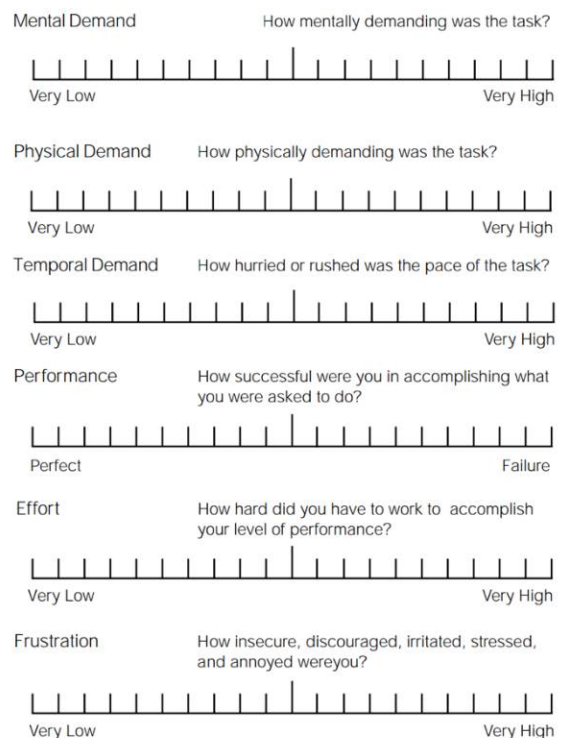 Mental Demand How mentally demanding was the task?
Very Low Very High
Physical Demand How physically demanding was the task?
Very Low Very High
Temporal Demand How hurried or rushed was the pace of the task?
Very Low Very High
Performance How successful were you in accomplishing what
you were asked to do?
Perfect Failure
Effort How hard did you have to work to accomplish
your level of performance?
Very Low Very High
Frustration How insecure, discouraged, irritated, stressed,
and annoyed wereyou?
Very Low Very High